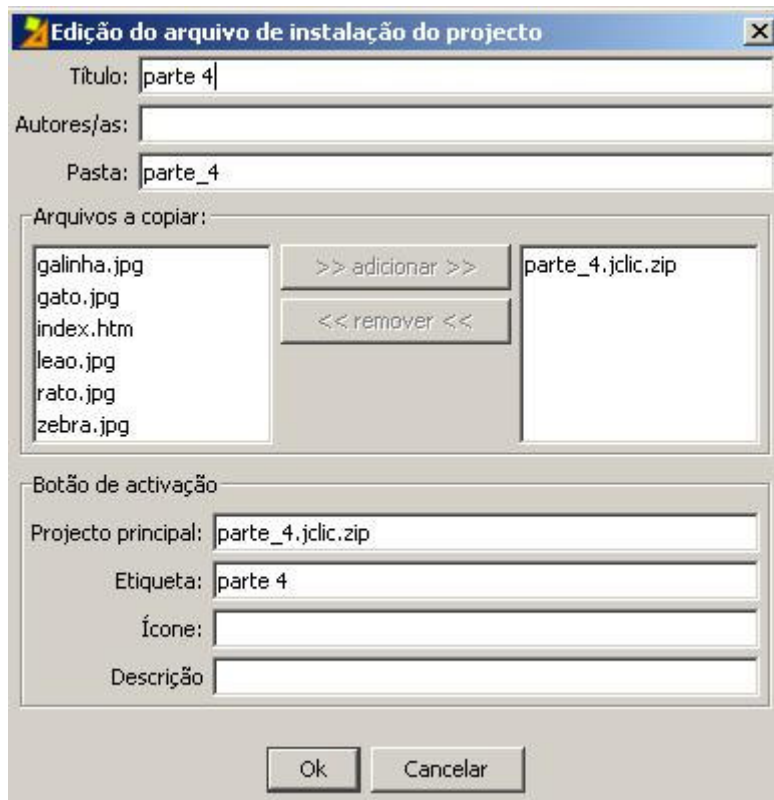 Edição do arquivo de instalação do projecto
Título: parte 4
Autores/as:
Pasta: parte_4
Arquivos a copiar:
galinha.jpg
gato.jpg
index.htm
leao.jpg
rato.jpg
zebra.jpg
>> adicionar >>
<< remover <<
parte_4.jclic.zip
Botão de activação
Projecto principal: parte_4.jclic.zip
Etiqueta: parte 4
Ícone:
Descrição
Ok Cancelar